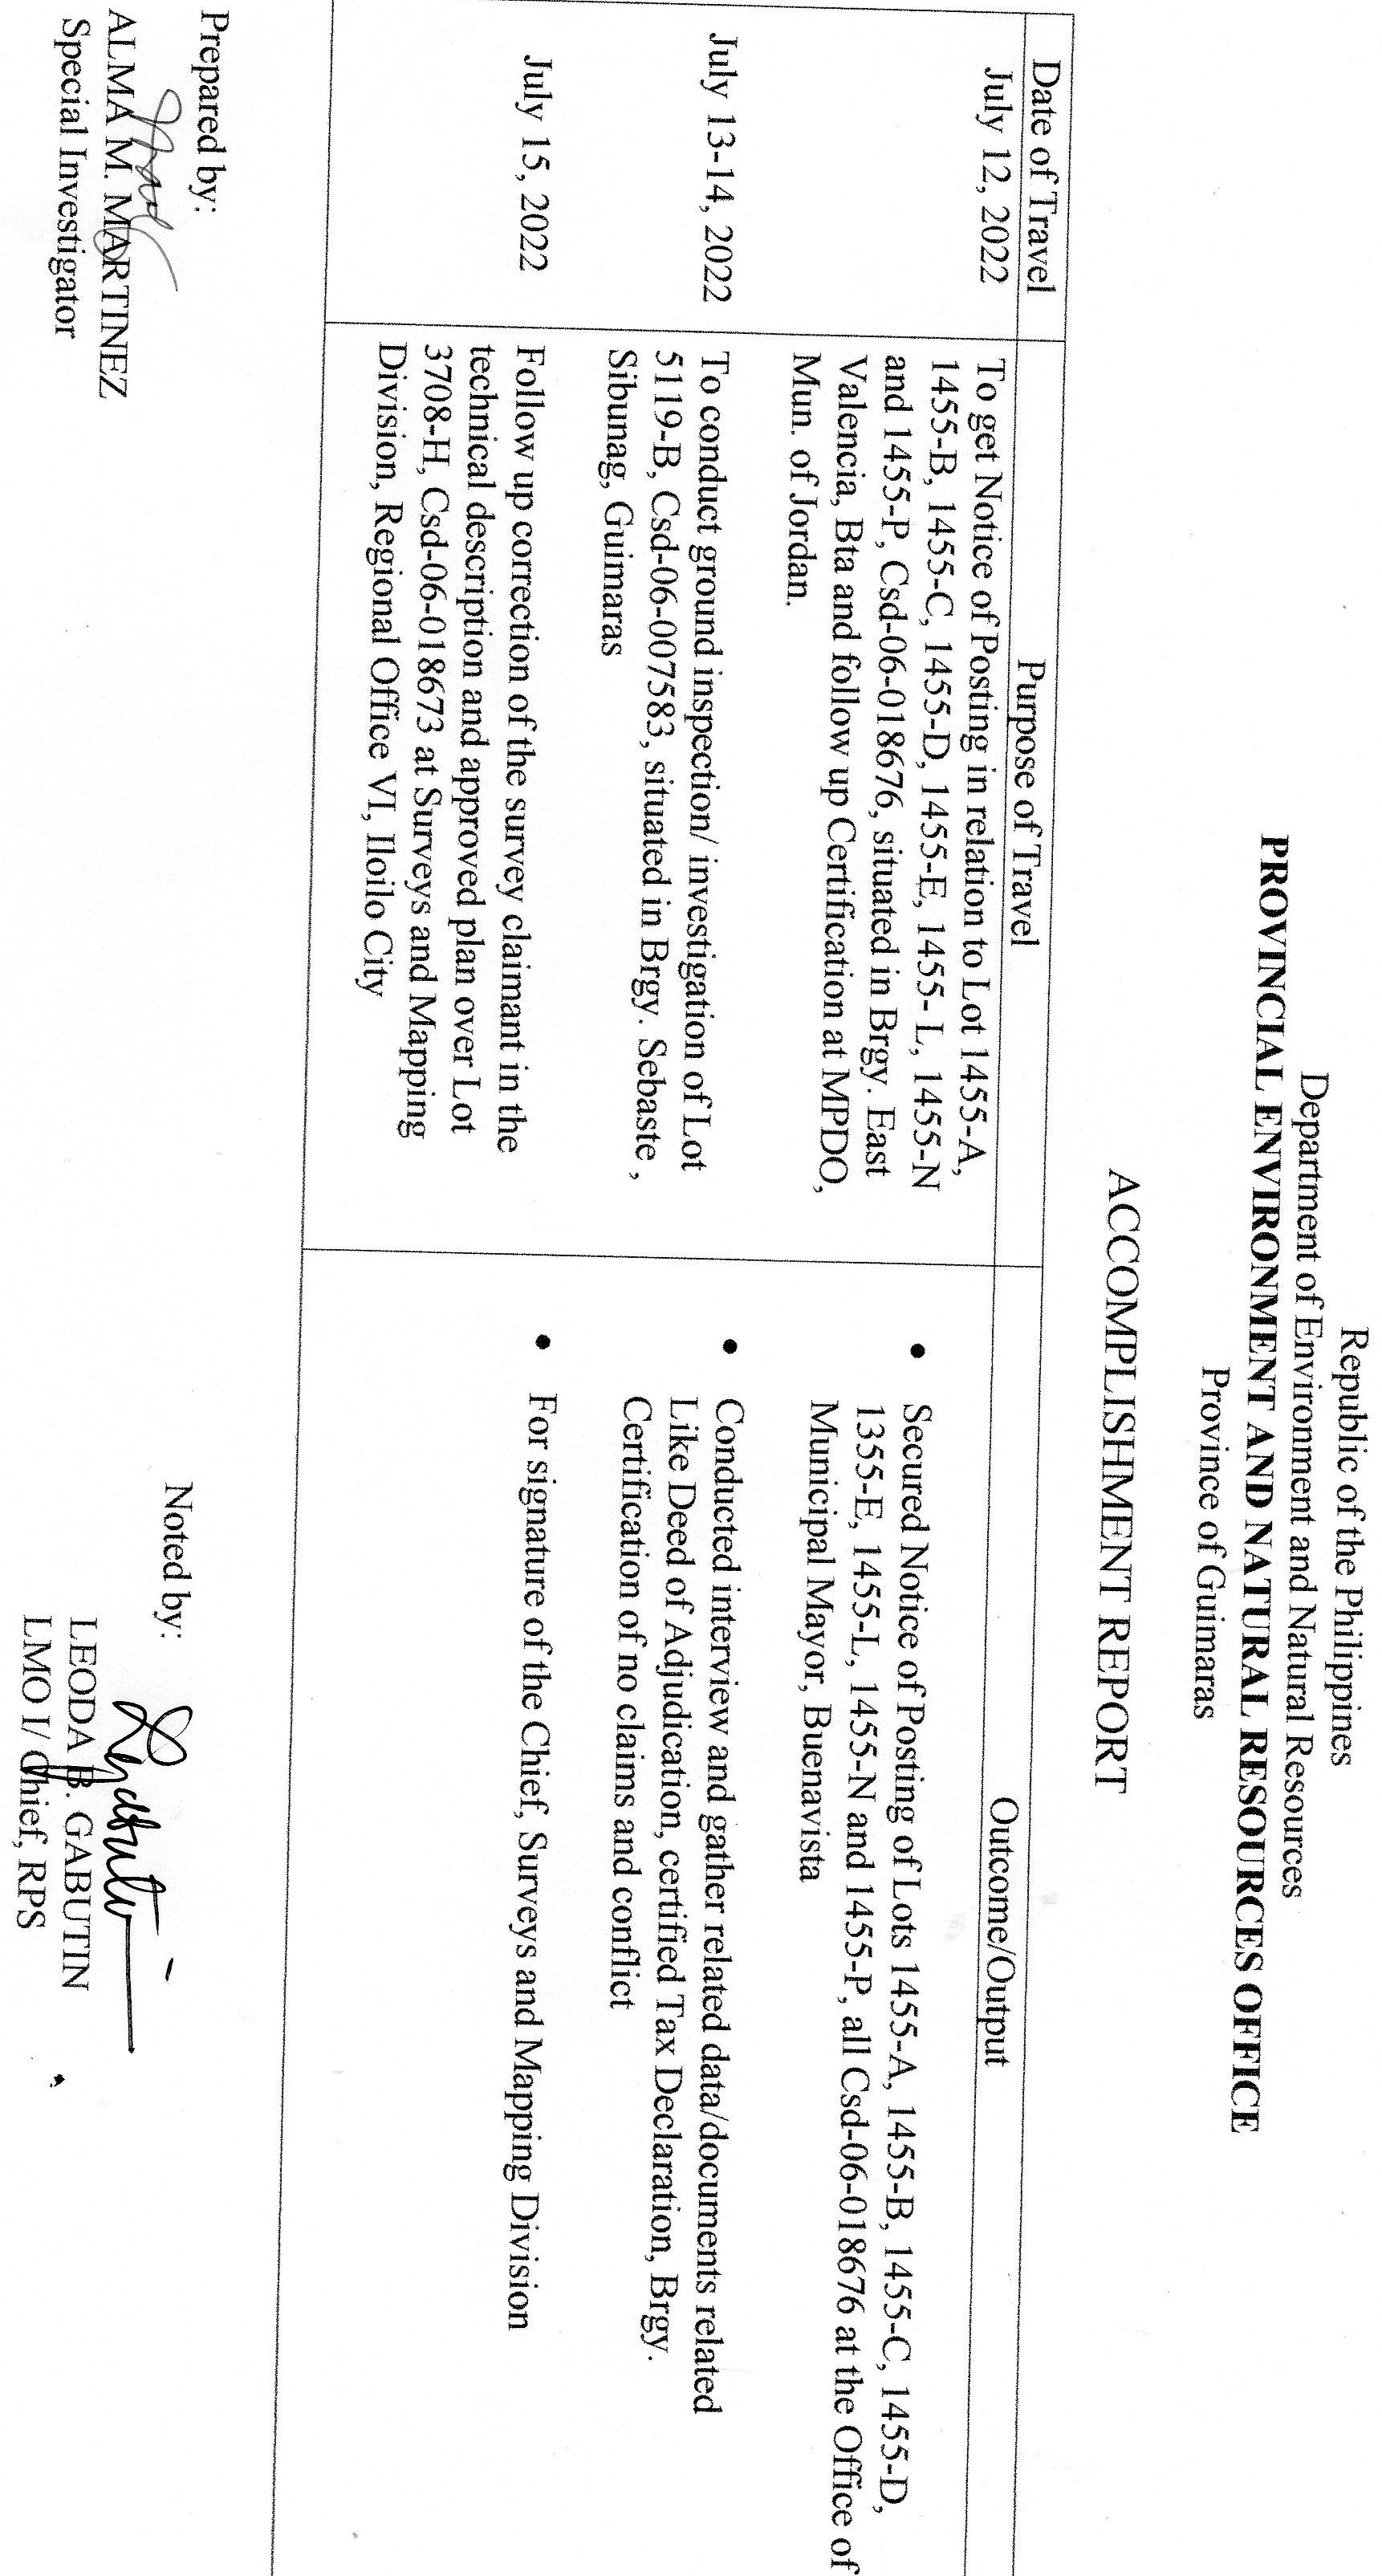 Republic of the Philippines
Department of Environment and Natural Resources
PROVINCIAL ENVIRONMENT AND NATURAL RESOURCES OFFICE
Province of Guimaras
ACCOMPLISHMENT REPORT
Date of Travel
Purpose of Travel
Outcome/Output
July 12, 2022
To get Notice of Posting in relation to Lot 1455-A,
1455-B, 1455-C, 1455-D, 1455-E, 1455- L, 1455-N
and 1455-P, Csd-06-018676, situated in Brgy. East
Valencia, Bta and follow up Certification at MPDO,
Mun. of Jordan.
• Secured Notice of Posting of Lots 1455-A, 1455-B, 1455-C, 1455-D,
1355-E, 1455-L, 1455-N and 1455-P, all Csd-06-018676 at the Office of
Municipal Mayor, Buenavista
July 13-14, 2022
To conduct ground inspection/ investigation of Lot
5119-B, Csd-06-007583, situated in Brgy. Sebaste ,
Sibunag, Guimaras
• Conducted interview and gather related data/documents related
Like Deed of Adjudication, certified Tax Declaration, Brgy.
Certification of no claims and conflict
July 15, 2022
Follow up correction of the survey claimant in the
technical description and approved plan over Lot
3708-H, Csd-06-018673 at Surveys and Mapping
Division, Regional Office VI, Iloilo City
• For signature of the Chief, Surveys and Mapping Division
Prepared by:
ALMA M. MARTINEZ
Special Investigator
Noted by:
LEODA B. GABUTIN
LMO I/ Chief, RPS